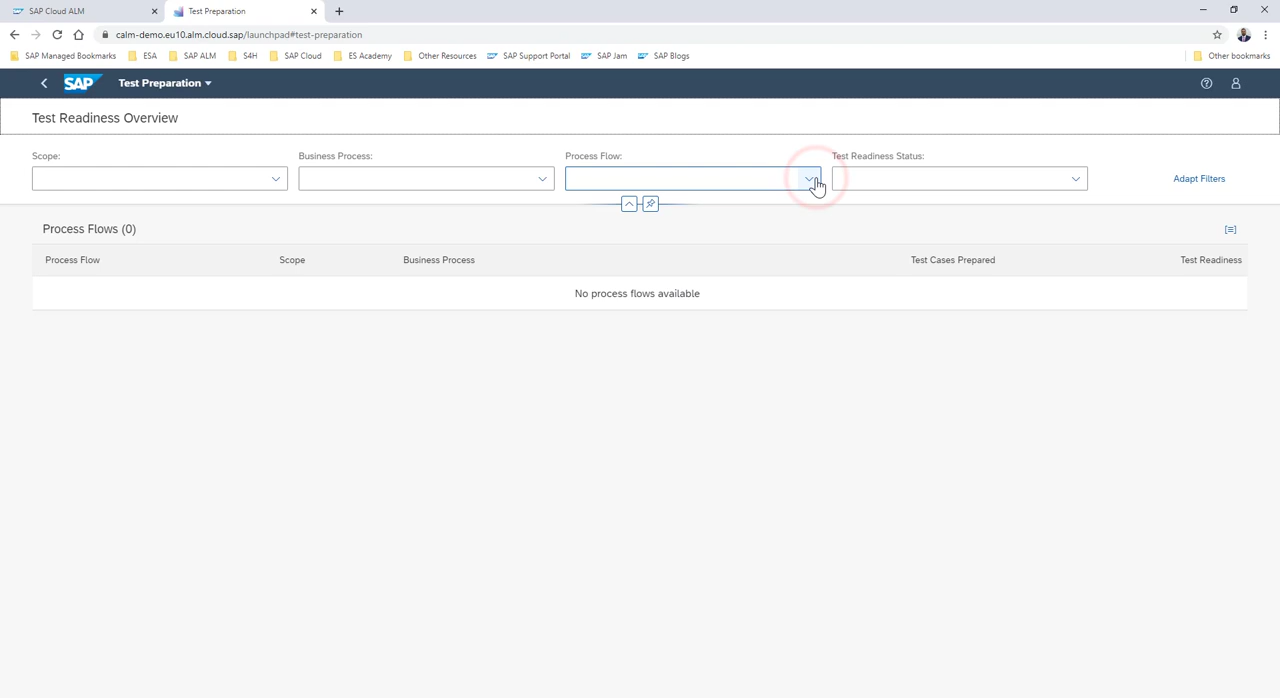 SAP Cloud ALM
Test Preparation
calm-demo.eu10.alm.cloud.sap/launchpad#test-preparation
SAP Managed Bookmarks ESA SAP ALM S4H SAP Cloud ES Academy Other Resources SAP Support Portal SAP Jam SAP Blogs Other bookmarks
SAP Test Preparation
Test Readiness Overview
Scope: Business Process: Process Flow: Test Readiness Status:
Adapt Filters
Process Flows (0)
Process Flow Scope Business Process Test Cases Prepared Test Readiness
No process flows available